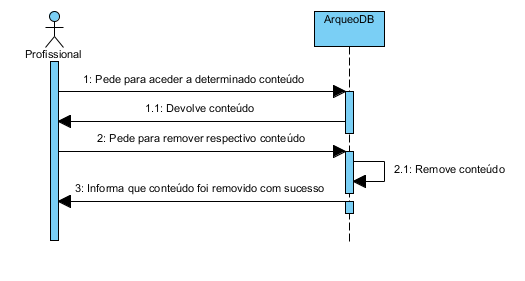 ArqueoDB
Profissional
1: Pede para aceder a determinado conteúdo
1.1: Devolve conteúdo
2: Pede para remover respectivo conteúdo
2.1: Remove conteúdo
3: Informa que conteúdo foi removido com sucesso